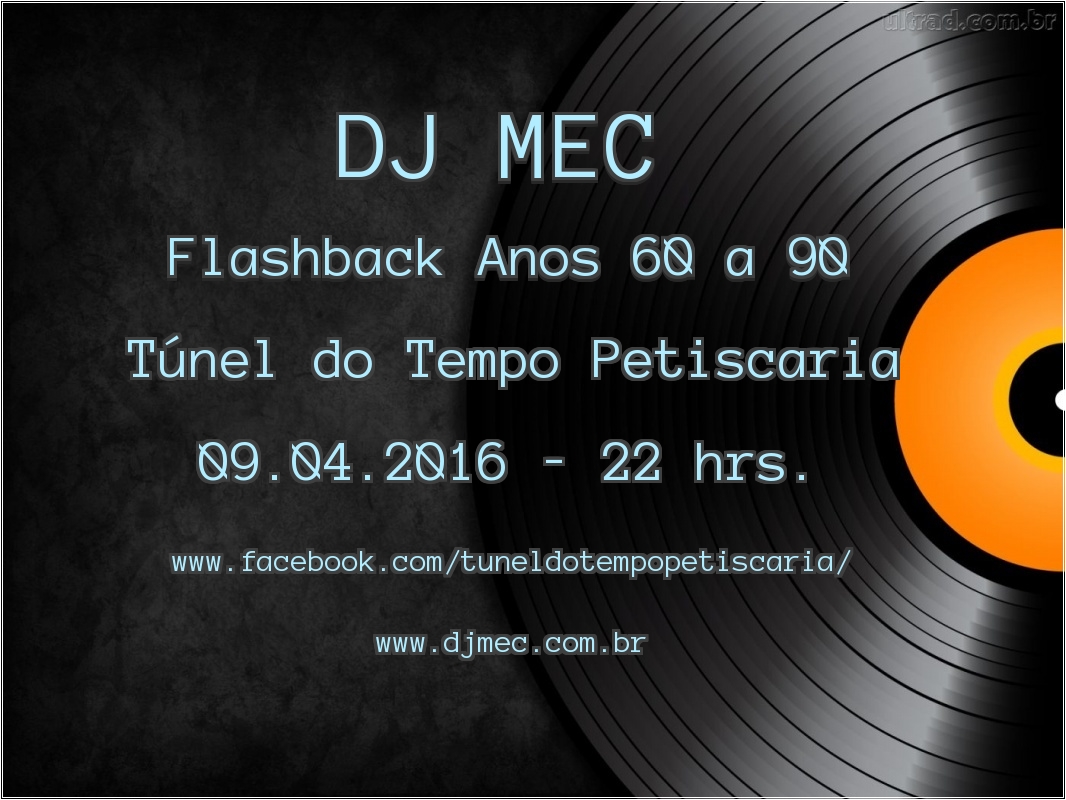 ultrad.com.br
DJ MEC
Flashback Anos 60 a 90
Túnel do Tempo Petiscaria
09.04.2016 - 22 hrs.
www.facebook.com/tuneldotempopetiscaria/
www.djmec.com.br